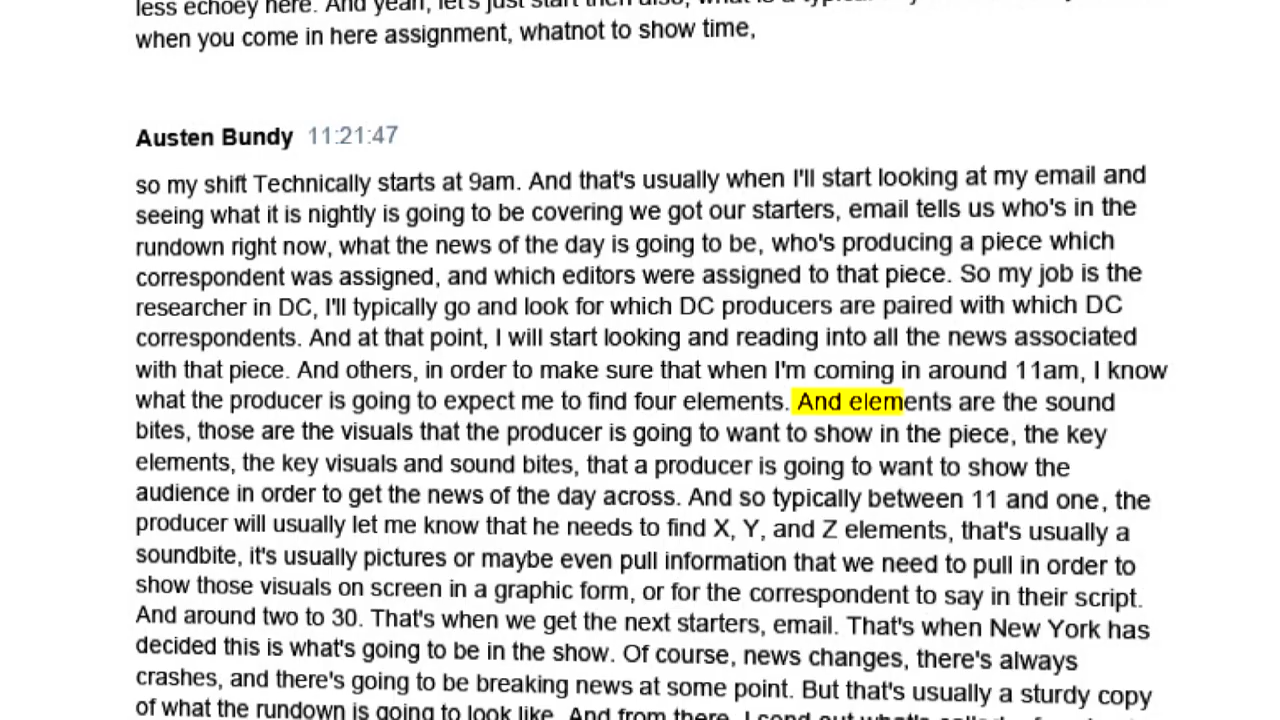 less echoey here. And yeah, let's just start then also, what is a
when you come in here assignment, whatnot to show time,
Austen Bundy 11:21:47
so my shift Technically starts at 9am. And that's usually when I'll start looking at my email and
seeing what it is nightly is going to be covering we got our starters, email tells us who's in the
rundown right now, what the news of the day is going to be, who's producing a piece which
correspondent was assigned, and which editors were assigned to that piece. So my job is the
researcher in DC, I'll typically go and look for which DC producers are paired with which DC
correspondents. And at that point, I will start looking and reading into all the news associated
with that piece. And others, in order to make sure that when I'm coming in around 11am, I know
what the producer is going to expect me to find four elements. And elements are the sound
bites, those are the visuals that the producer is going to want to show in the piece, the key
elements, the key visuals and sound bites, that a producer is going to want to show the
audience in order to get the news of the day across. And so typically between 11 and one, the
producer will usually let me know that he needs to find X, Y, and Z elements, that's usually a
soundbite, it's usually pictures or maybe even pull information that we need to pull in order to
show those visuals on screen in a graphic form, or for the correspondent to say in their script.
And around two to 30. That's when we get the next starters, email. That's when New York has
decided this is what's going to be in the show. Of course, news changes, there's always
crashes, and there's going to be breaking news at some point. But that's usually a sturdy copy
of what the rundown is going to look like. And from there, I send out what's called